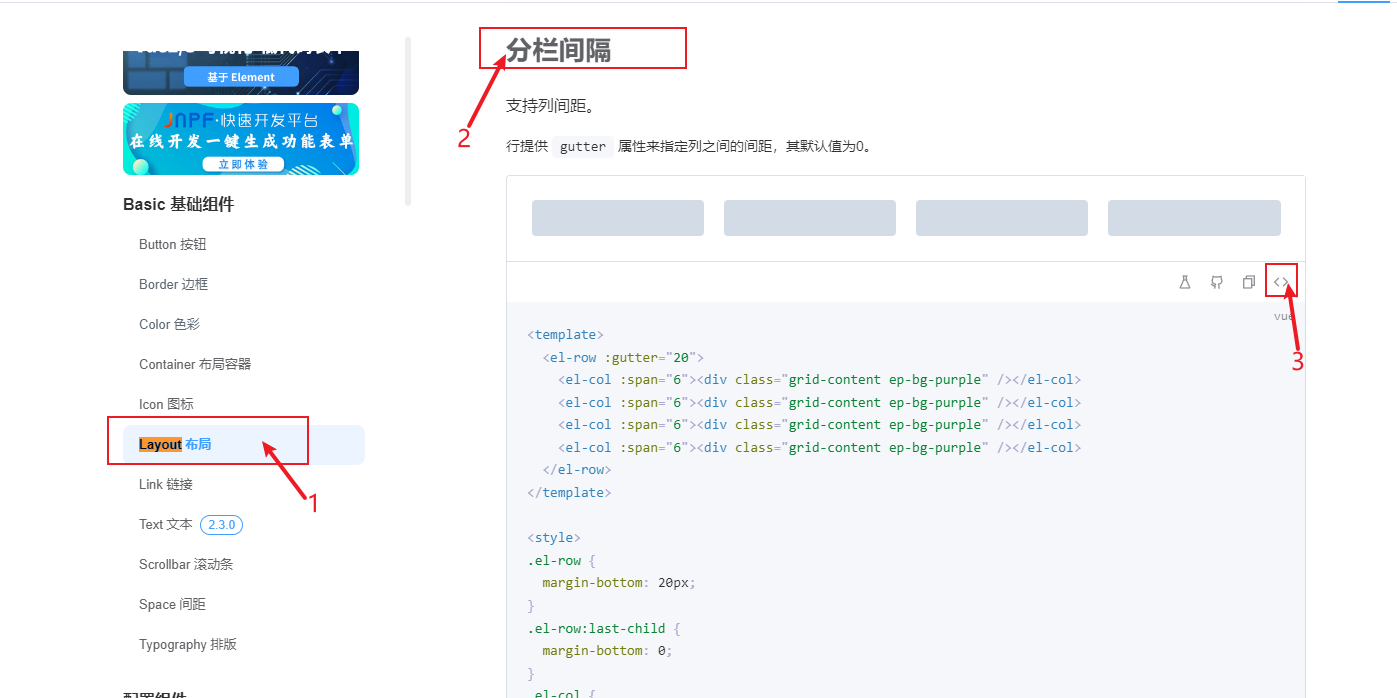 基于 Element
JNPF·快速开发平台
在线开发一键生成功能表单
立即体验
Basic 基础组件
Button 按钮
Border 边框
Color 色彩
Container 布局容器
Icon 图标
Layout 布局
1
Link 链接
Text 文本 2.3.0
Scrollbar 滚动条
Space 间距
Typography 排版
配置组件
分栏间隔
2
支持列间距。
行提供 gutter 属性来指定列之间的间距，其默认值为0。
<>
vue
3
<template>
<el-row :gutter="20">
<el-col :span="6"><div class="grid-content ep-bg-purple" /></el-col>
<el-col :span="6"><div class="grid-content ep-bg-purple" /></el-col>
<el-col :span="6"><div class="grid-content ep-bg-purple" /></el-col>
<el-col :span="6"><div class="grid-content ep-bg-purple" /></el-col>
</el-row>
</template>
<style>
.el-row {
margin-bottom: 20px;
}
.el-row:last-child {
margin-bottom: 0;
}
.el-col {